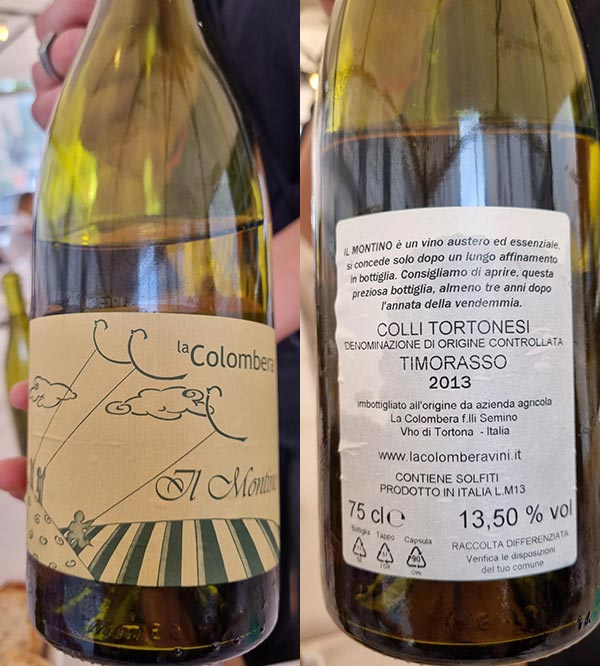 la Colombera
Il Montino
IL MONTINO è un vino austero ed essenziale,
si concede solo dopo un lungo affinamento
in bottiglia. Consigliamo di aprire, questa
preziosa bottiglia, almeno tre anni dopo
l'annata della vendemmia.
COLLI TORTONESI
DENOMINAZIONE DI ORIGINE CONTROLLATA
TIMORASSO
2013
imbottigliato all'origine da azienda agricola
La Colombera f.lli Semino
Vho di Tortona - Italia
www.lacolomberavini.it
CONTIENE SOLFITI
PRODOTTO IN ITALIA L.M13
75 cl e 13,50 % vol
Bottiglia Tappo Capsula
RACCOLTA DIFFERENZIATA
Verifica le disposizioni
del tuo comune